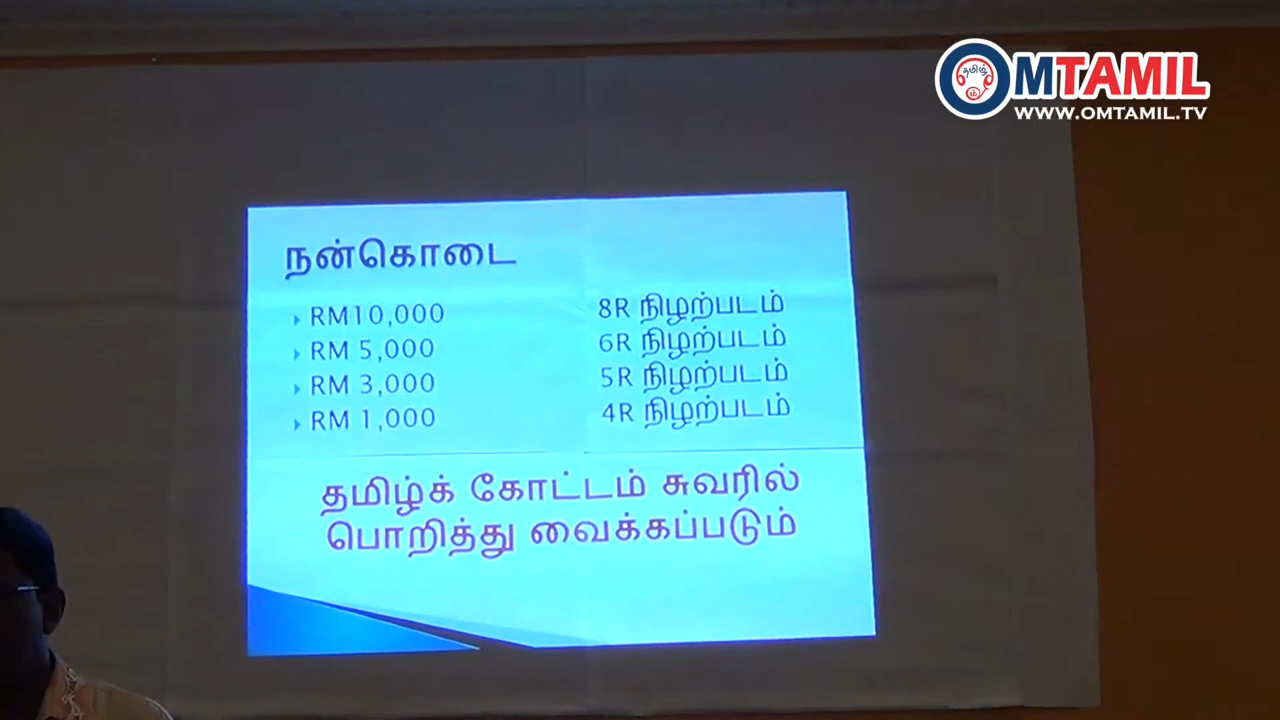 தமிழ்
OMTAMIL
WWW.OMTAMIL.TV
நன்கொடை
RM10,000 8R நிழற்படம்
RM 5,000 6R நிழற்படம்
RM 3,000 5R நிழற்படம்
RM 1,000 4R நிழற்படம்
தமிழ்க் கோட்டம் சுவரில்
பொறித்து வைக்கப்படும்